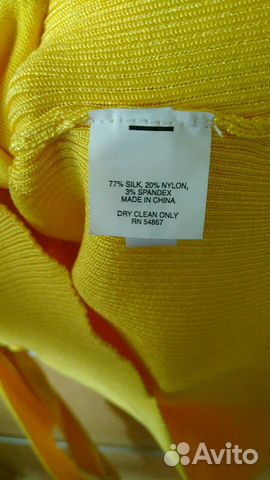 77% SILK, 20% NYLON,
3% SPANDEX
MADE IN CHINA
DRY CLEAN ONLY
RN 54867
Avito